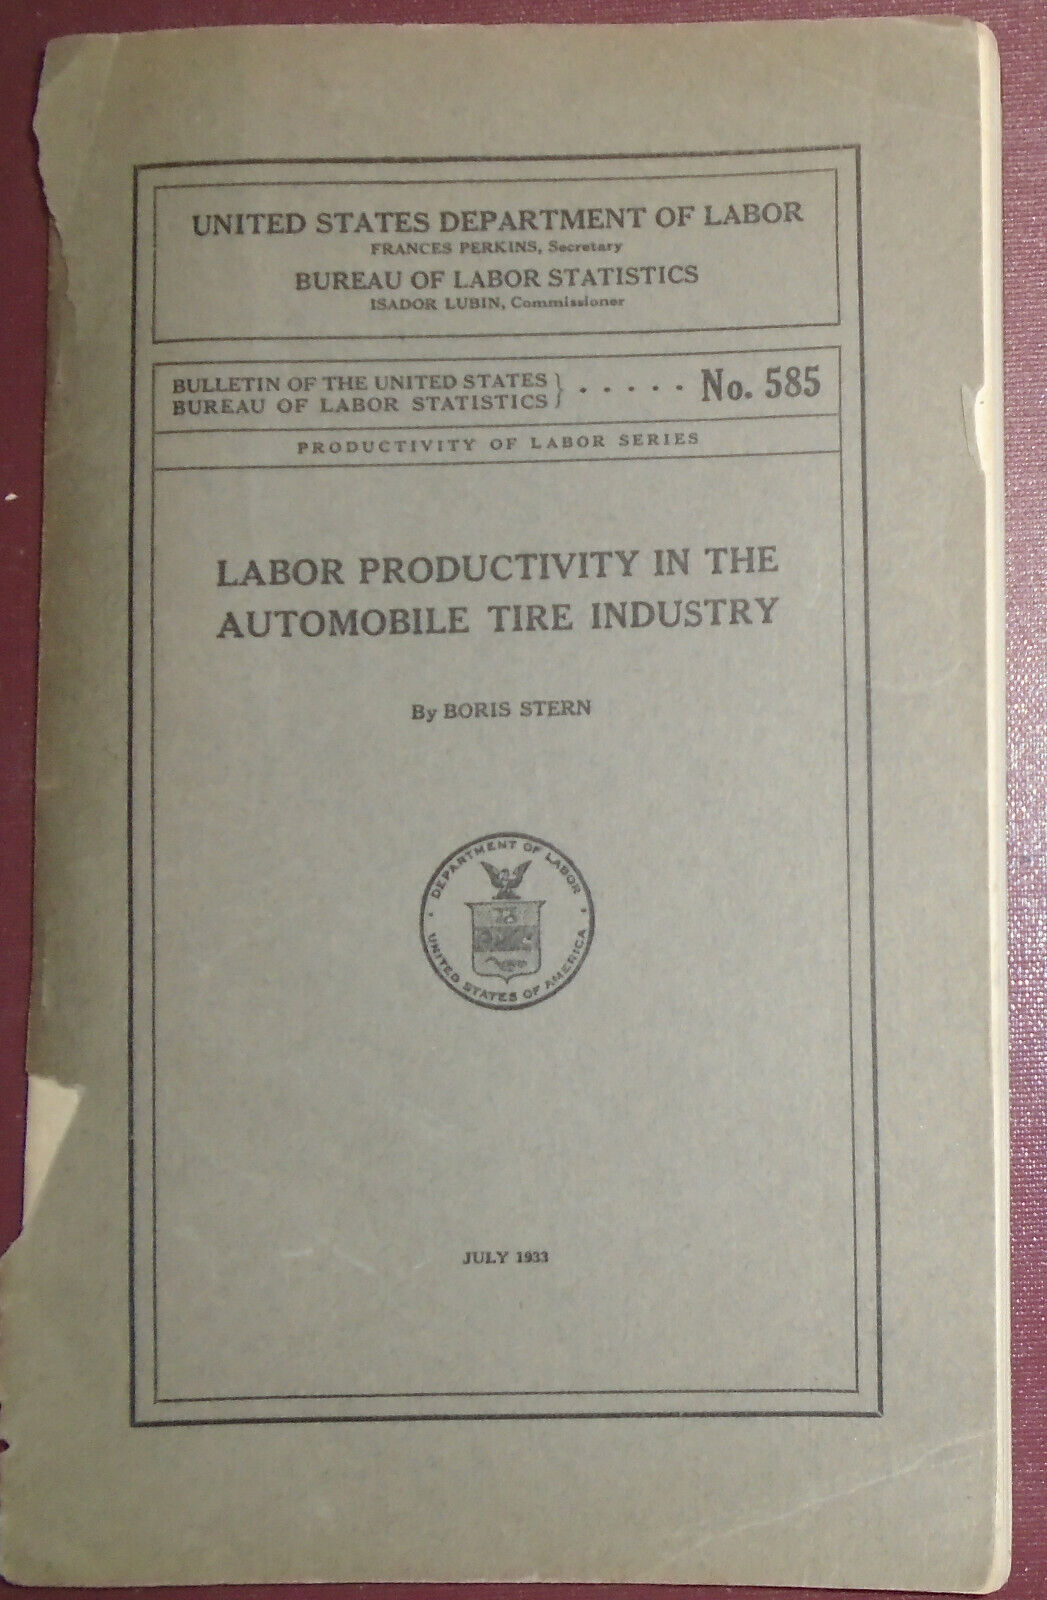 UNITED STATES DEPARTMENT OF LABOR
FRANCES PERKINS, Secretary
BUREAU OF LABOR STATISTICS
ISADOR LUBIN, Commissioner
BULLETIN OF THE UNITED STATES
BUREAU OF LABOR STATISTICS } . . . . . No. 585
PRODUCTIVITY OF LABOR SERIES
LABOR PRODUCTIVITY IN THE
AUTOMOBILE TIRE INDUSTRY
By BORIS STERN
DEPARTMENT OF LABOR
UNITED STATES OF AMERICA
JULY 1933